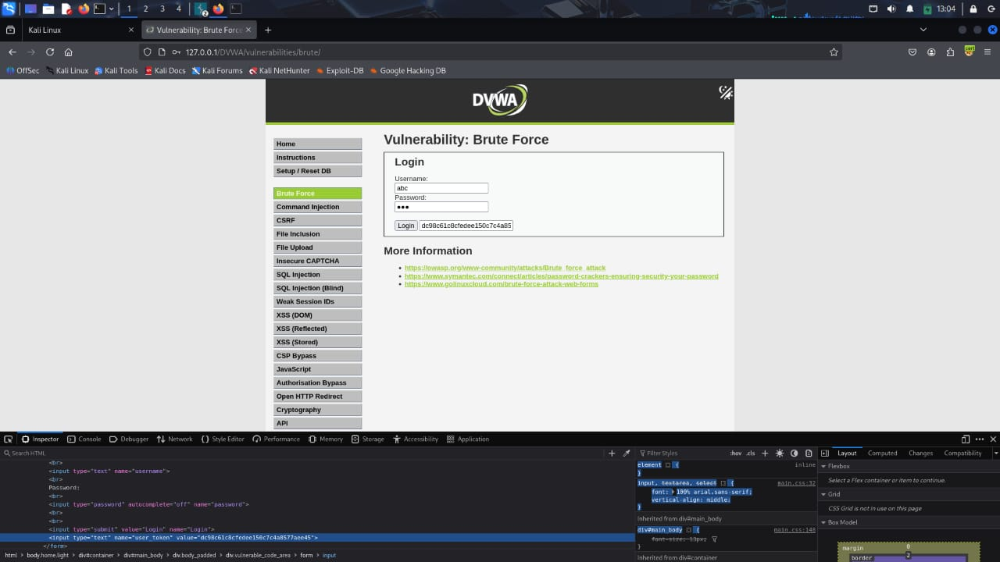 1 2 3 4 2 13:04
Kali Linux × Vulnerability: Brute Force × +
127.0.0.1/DVWA/vulnerabilities/brute/
OffSec Kali Linux Kali Tools Kali Docs Kali Forums Kali NetHunter Exploit-DB Google Hacking DB
DVWA
Vulnerability: Brute Force
Home
Instructions
Setup / Reset DB
Brute Force
Command Injection
CSRF
File Inclusion
File Upload
Insecure CAPTCHA
SQL Injection
SQL Injection (Blind)
Weak Session IDs
XSS (DOM)
XSS (Reflected)
XSS (Stored)
CSP Bypass
JavaScript
Authorisation Bypass
Open HTTP Redirect
Cryptography
API
Login
Username:
abc
Password:
●●●
Login dc98c61c8cfedee150c7c4a85
More Information
• https://owasp.org/www-community/attacks/Brute_force_attack
• https://www.symantec.com/connect/articles/password-crackers-ensuring-security-your-password
• https://www.golinuxcloud.com/brute-force-attack-web-forms
Inspector Console Debugger Network Style Editor Performance Memory Storage Accessibility Application
Search HTML
<br>
<input type="text" name="username">
<br>
Password:
<br>
<input type="password" autocomplete="off" name="password">
<br>
<br>
<input type="submit" value="Login" name="Login">
<input type="text" name="user_token" value="dc98c61c8cfedee150c7c4a8577aee45">
</form>
html > body.home.light > div#container > div#main_body > div.body_padded > div.vulnerable_code_area > form > input
Filter Styles :hov .cls +
element { inline
}
input, textarea, select { main.css:32
font: 100% arial,sans-serif;
vertical-align: middle;
}
Inherited from div#main_body
div#main_body { main.css:148
font-size: 13px;
}
Inherited from div#container
Layout Computed Changes Compatibility
Flexbox
Select a Flex container or item to continue.
Grid
CSS Grid is not in use on this page
Box Model
margin 0
border 2